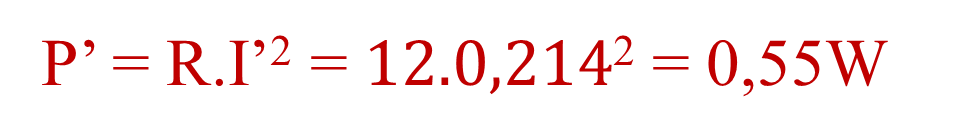 P’ = R.I’² = 12.0,214² = 0,55W